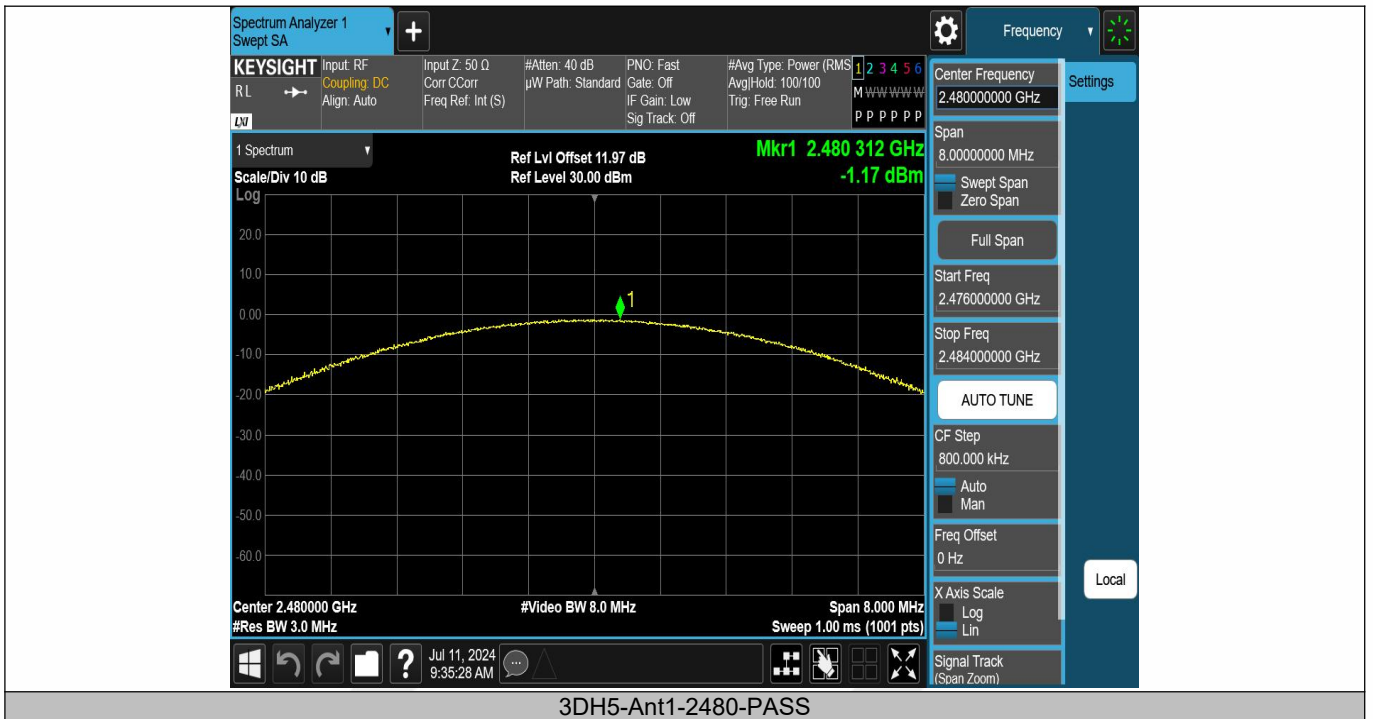 Spectrum Analyzer 1
Swept SA
+
Frequency
KEYSIGHT
RL
LXI
Input: RF
Coupling: DC
Align: Auto
Input Z: 50 Ω
Corr CCorr
Freq Ref: Int (S)
#Atten: 40 dB
µW Path: Standard
PNO: Fast
Gate: Off
IF Gain: Low
Sig Track: Off
#Avg Type: Power (RMS
Avg|Hold: 100/100
Trig: Free Run
1 2 3 4 5 6
M W W W W W
P P P P P P
1 Spectrum
Scale/Div 10 dB
Log
Ref Lvl Offset 11.97 dB
Ref Level 30.00 dBm
Mkr1 2.480 312 GHz
-1.17 dBm
20.0
10.0
0.00
-10.0
-20.0
-30.0
-40.0
-50.0
-60.0
1
Center 2.480000 GHz
#Res BW 3.0 MHz
#Video BW 8.0 MHz
Span 8.000 MHz
Sweep 1.00 ms (1001 pts)
Center Frequency
2.480000000 GHz
Settings
Span
8.00000000 MHz
Swept Span
Zero Span
Full Span
Start Freq
2.476000000 GHz
Stop Freq
2.484000000 GHz
AUTO TUNE
CF Step
800.000 kHz
Auto
Man
Freq Offset
0 Hz
X Axis Scale
Log
Lin
Signal Track
(Span Zoom)
Local
?
Jul 11, 2024
9:35:28 AM
3DH5-Ant1-2480-PASS